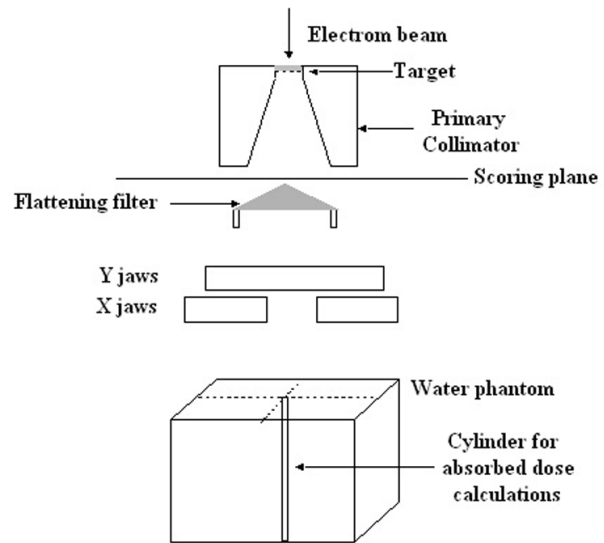 Electrom beam
Target
Primary
Collimator
Scoring plane
Flattening filter
Y jaws
X jaws
Water phantom
Cylinder for
absorbed dose
calculations